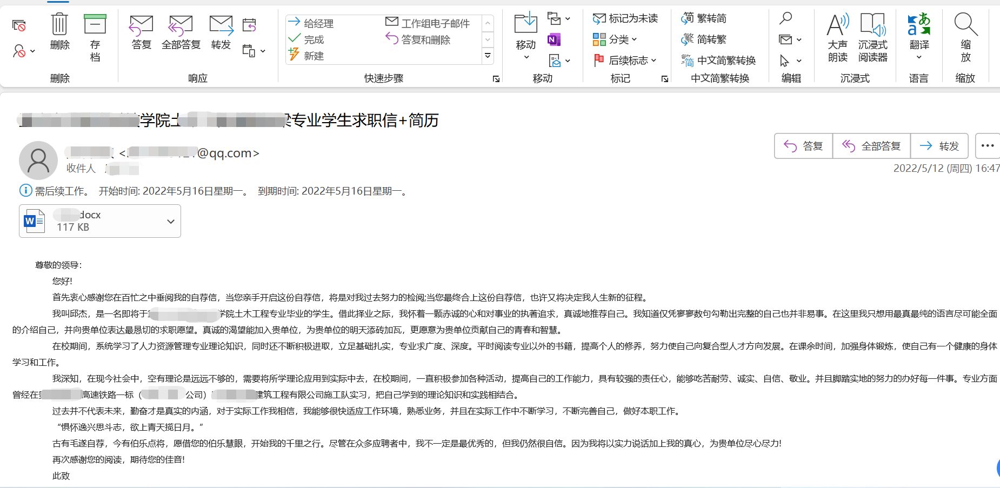 删除
存档
删除
答复
全部答复
转发
响应
给经理
工作组电子邮件
完成
答复和删除
新建
快速步骤
移动
移动
标记为未读
分类
后续标志
标记
繁转简
简转繁
中文简繁转换
中文简繁转换
编辑
大声朗读
沉浸式阅读器
沉浸式
翻译
语言
缩放
缩放
学院土 专业学生求职信+简历
< @qq.com>
收件人
答复
全部答复
转发
2022/5/12 (周四) 16:47
需后续工作。 开始时间: 2022年5月16日星期一。 到期时间: 2022年5月16日星期一。
docx
117 KB
尊敬的领导：
您好!
首先衷心感谢您在百忙之中垂阅我的自荐信，当您亲手开启这份自荐信，将是对我过去努力的检阅;当您最终合上这份自荐信，也许又将决定我人生新的征程。
我叫邱杰，是一名即将于 学院土木工程专业毕业的学生。借此择业之际，我怀着一颗赤诚的心和对事业的执著追求，真诚地推荐自己。我知道仅凭寥寥数句勾勒出完整的自己也并非易事。在这里我只想用最真最纯的语言尽可能全面
的介绍自己，并向贵单位表达最恳切的求职愿望。真诚的渴望能加入贵单位，为贵单位的明天添砖加瓦，更愿意为贵单位贡献自己的青春和智慧。
在校期间，系统学习了人力资源管理专业理论知识，同时还不断积极进取，立足基础扎实，专业求广度、深度。平时阅读专业以外的书籍，提高个人的修养，努力使自己向复合型人才方向发展。在课余时间，加强身体锻炼，使自己有一个健康的身体
学习和工作。
我深知，在现今社会中，空有理论是远远不够的，需要将所学理论应用到实际中去，在校期间，一直积极参加各种活动，提高自己的工作能力，具有较强的责任心，能够吃苦耐劳、诚实、自信、敬业。并且脚踏实地的努力的办好每一件事。专业方面
曾经在 高速铁路一标（ 公司） 建筑工程有限公司施工队实习，把自己学到的理论知识和实践相结合。
过去并不代表未来，勤奋才是真实的内涵，对于实际工作我相信，我能够很快适应工作环境，熟悉业务，并且在实际工作中不断学习，不断完善自己，做好本职工作。
“惧怀逸兴思斗志，欲上青天揽日月。”
古有毛遂自荐，今有伯乐点将，愿借您的伯乐慧眼，开始我的千里之行。尽管在众多应聘者中，我不一定是最优秀的，但我仍然很自信。因为我将以实力说话加上我的真心，为贵单位尽心尽力!
再次感谢您的阅读，期待您的佳音!
此致